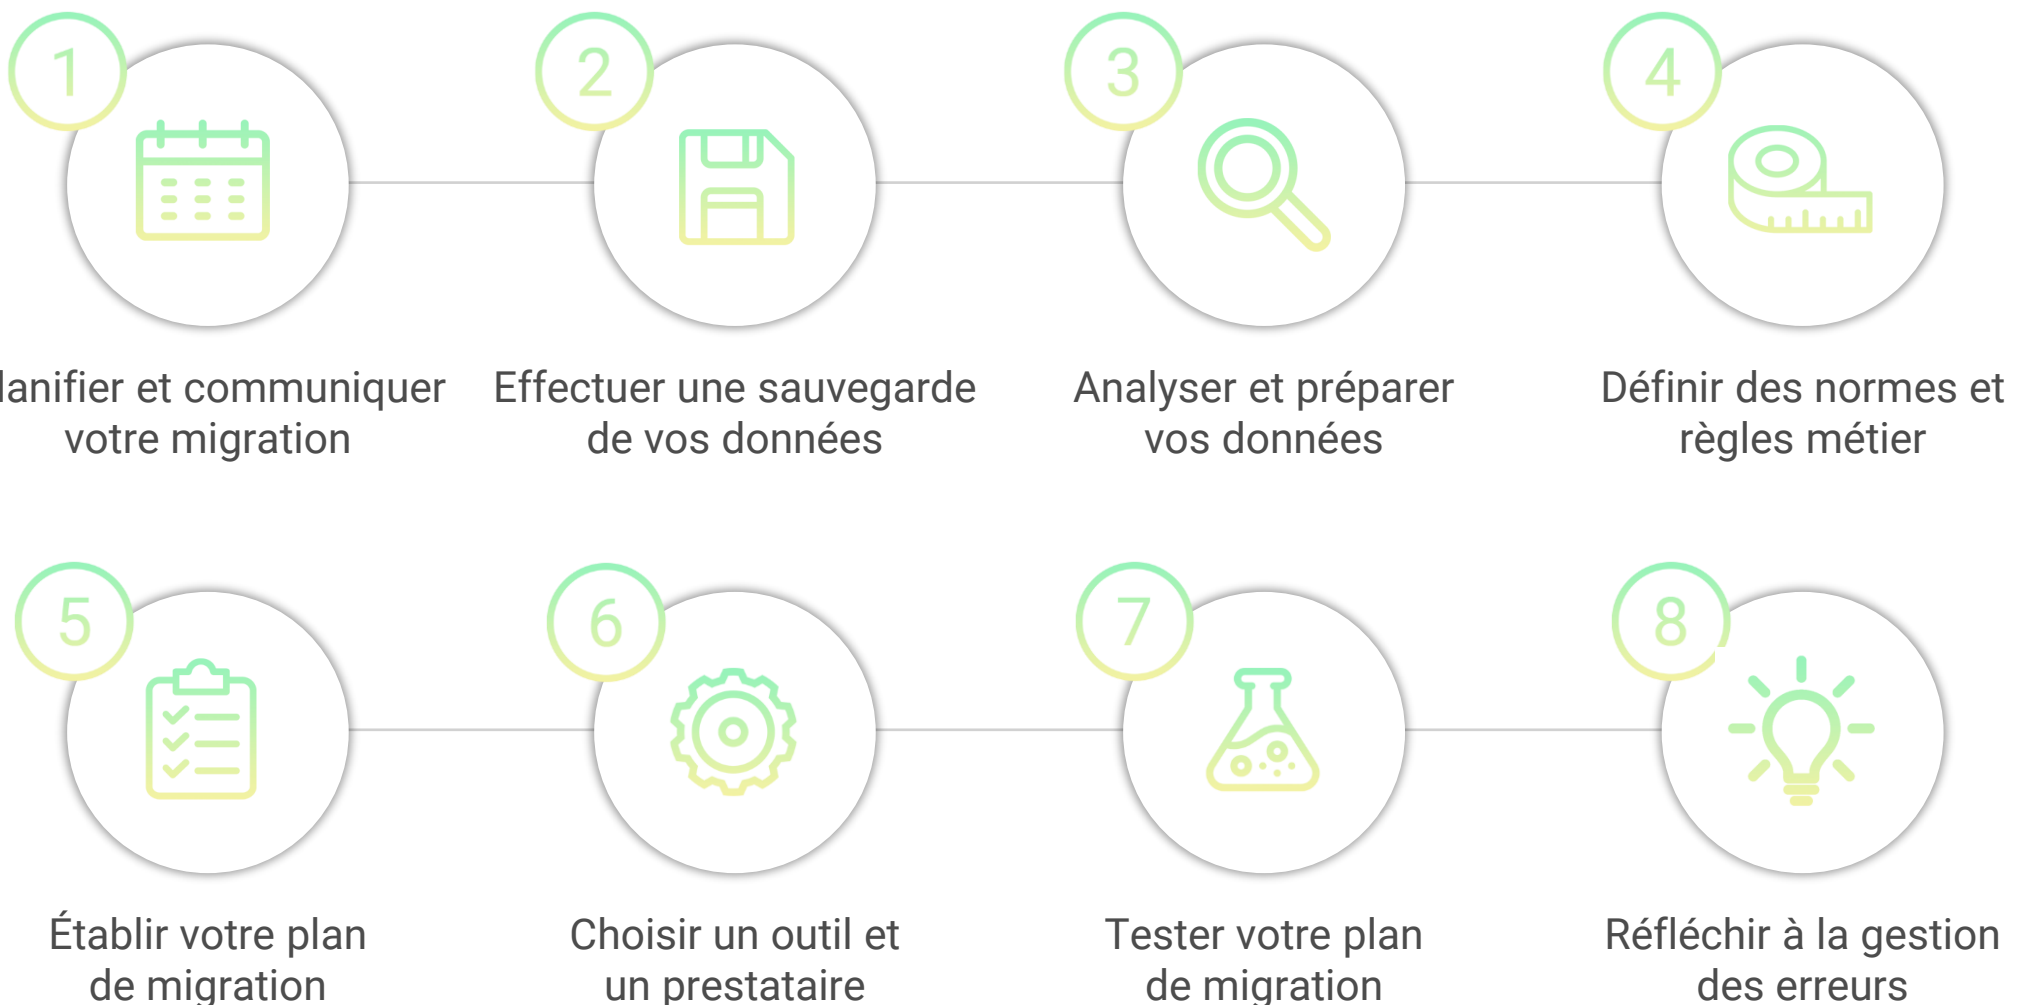 1
2
3
4
lanifier et communiquer
votre migration
Effectuer une sauvegarde
de vos données
Analyser et préparer
vos données
Définir des normes et
règles métier
5
6
7
8
Établir votre plan
de migration
Choisir un outil et
un prestataire
Tester votre plan
de migration
Réfléchir à la gestion
des erreurs